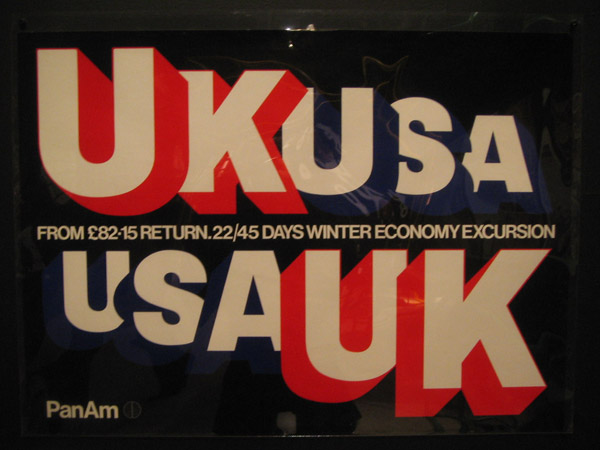 UKUSA
FROM £82-15 RETURN. 22/45 DAYS WINTER ECONOMY EXCURSION
USAUK
PanAm